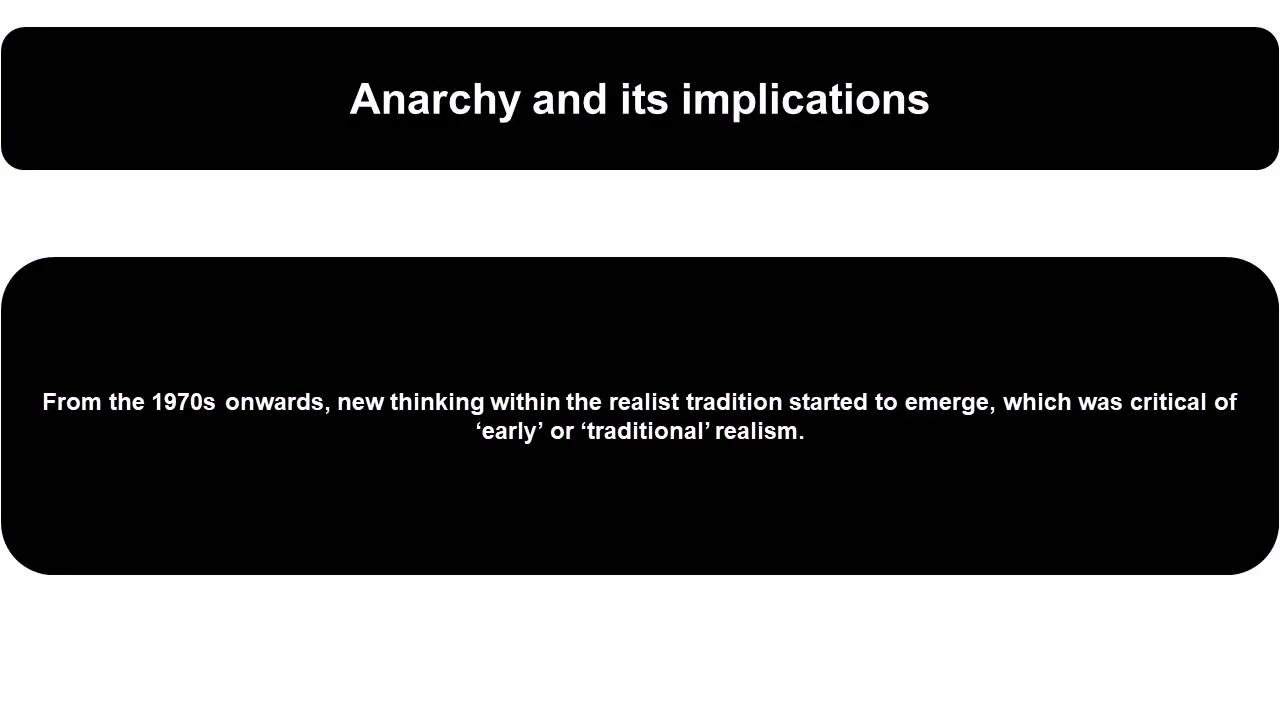 Anarchy and its implications
From the 1970s onwards, new thinking within the realist tradition started to emerge, which was critical of
‘early’ or ‘traditional’ realism.